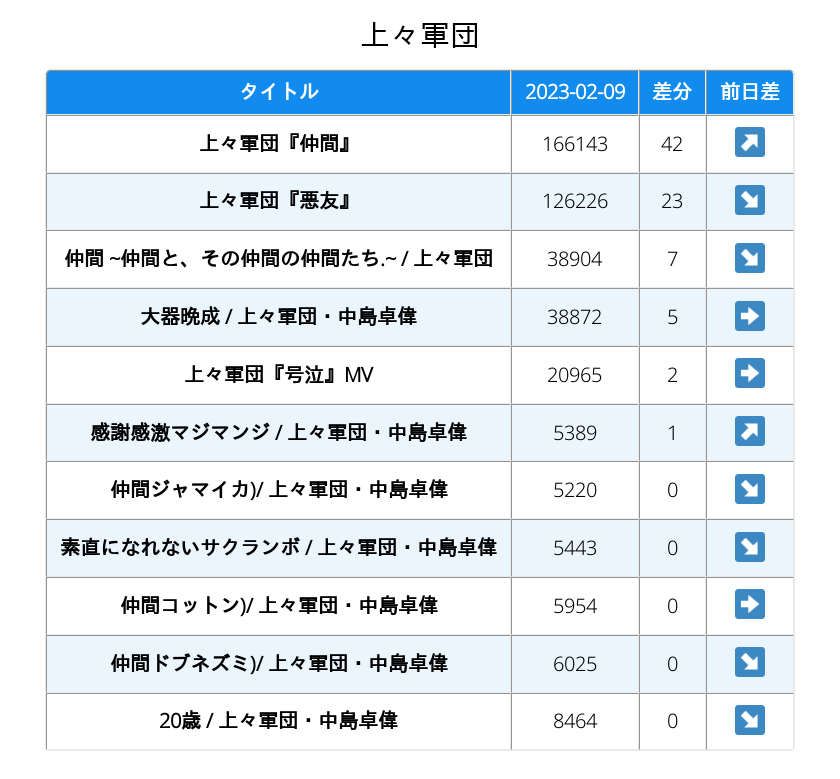 上々軍団
タイトル 2023-02-09 差分 前日差
上々軍団『仲間』 166143 42 ↗
上々軍団『悪友』 126226 23 ↘
仲間 ~仲間と、その仲間の仲間たち.~ / 上々軍団 38904 7 ↘
大器晩成 / 上々軍団・中島卓偉 38872 5 ➡
上々軍団『号泣』MV 20965 2 ➡
感謝感激マジマンジ / 上々軍団・中島卓偉 5389 1 ↗
仲間ジャマイカ)/ 上々軍団・中島卓偉 5220 0 ↘
素直になれないサクランボ / 上々軍団・中島卓偉 5443 0 ↘
仲間コットン)/ 上々軍団・中島卓偉 5954 0 ➡
仲間ドブネズミ)/ 上々軍団・中島卓偉 6025 0 ↘
20歳 / 上々軍団・中島卓偉 8464 0 ↘